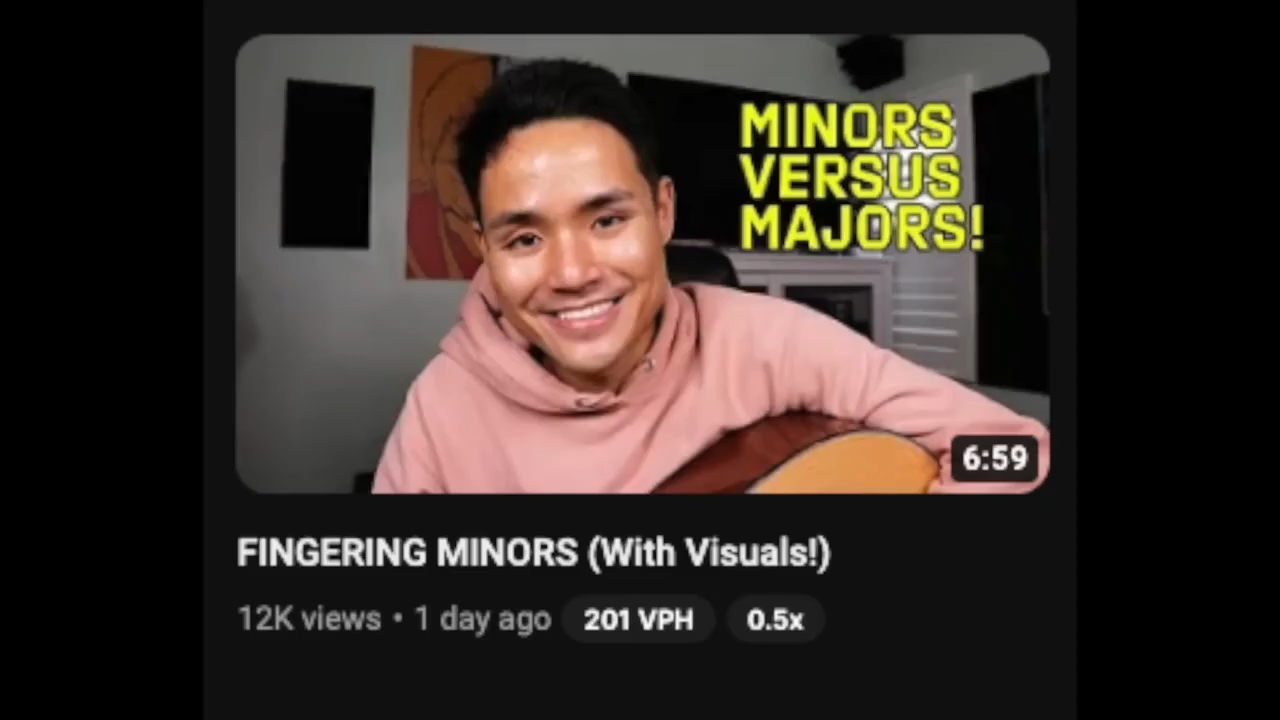 MINORS
VERSUS
MAJORS!
6:59
FINGERING MINORS (With Visuals!)
12K views • 1 day ago 201 VPH 0.5x